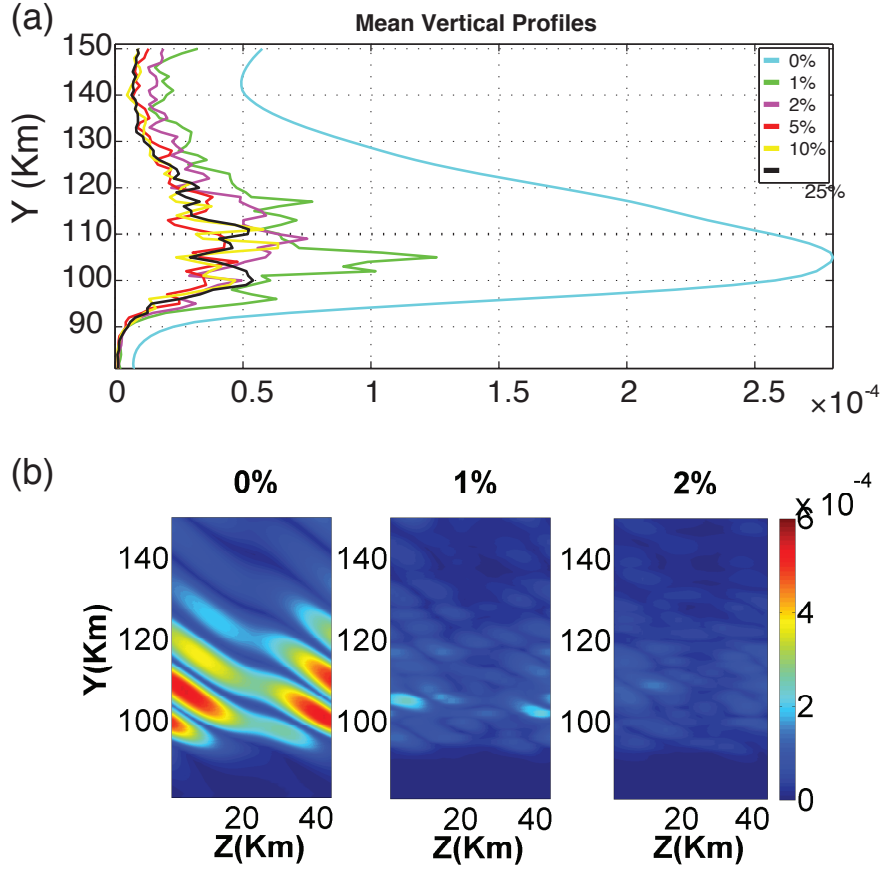 (a)
Mean Vertical Profiles
150
140
130
120
110
100
90
Y (Km)
0%
1%
2%
5%
10%
25%
0 0.5 1 1.5 2 2.5
×10⁻⁴
(b)
0% 1% 2%
x 10⁻⁴
140 120 100
140 120 100
140 120 100
Y(Km)
6
4
2
0
20 40 20 40 20 40
Z(Km) Z(Km) Z(Km)